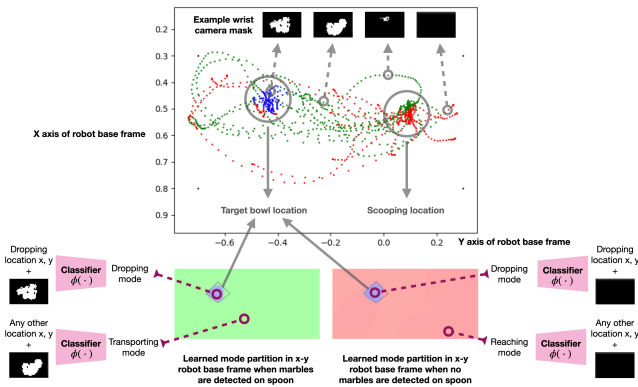 Example wrist
camera mask
0.2
0.3
0.4
0.5
0.6
0.7
0.8
0.9
X axis of robot base frame
Target bowl location
Scooping location
−0.6
−0.4
−0.2
0.0
0.2
Y axis of robot base frame
Dropping
location x, y
+
Classifier
ϕ( · )
Dropping
mode
Any other
location x, y
+
Classifier
ϕ( · )
Transporting
mode
Learned mode partition in x-y
robot base frame when marbles
are detected on spoon
Learned mode partition in x-y
robot base frame when no
marbles are detected on spoon
Dropping
mode
Classifier
ϕ( · )
Dropping
location x, y
+
Reaching
mode
Classifier
ϕ( · )
Any other
location x, y
+